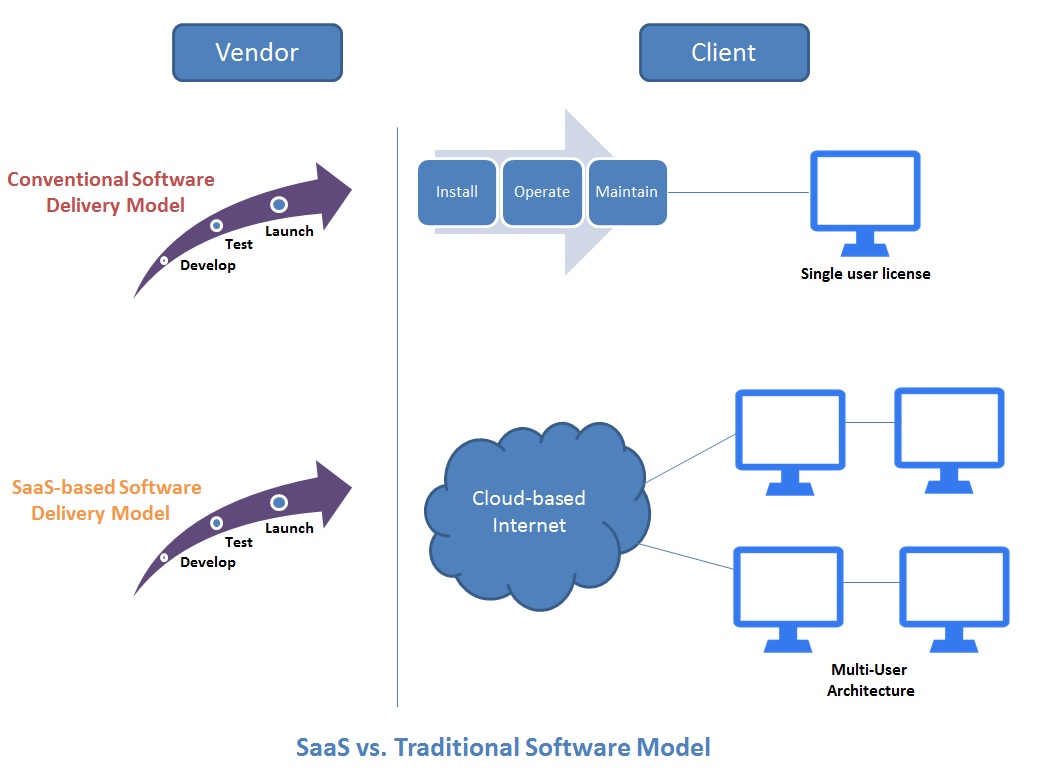 Vendor
Client
Conventional Software
Delivery Model
Develop
Test
Launch
Install
Operate
Maintain
Single user license
SaaS-based Software
Delivery Model
Develop
Test
Launch
Cloud-based
Internet
Multi-User
Architecture
SaaS vs. Traditional Software Model